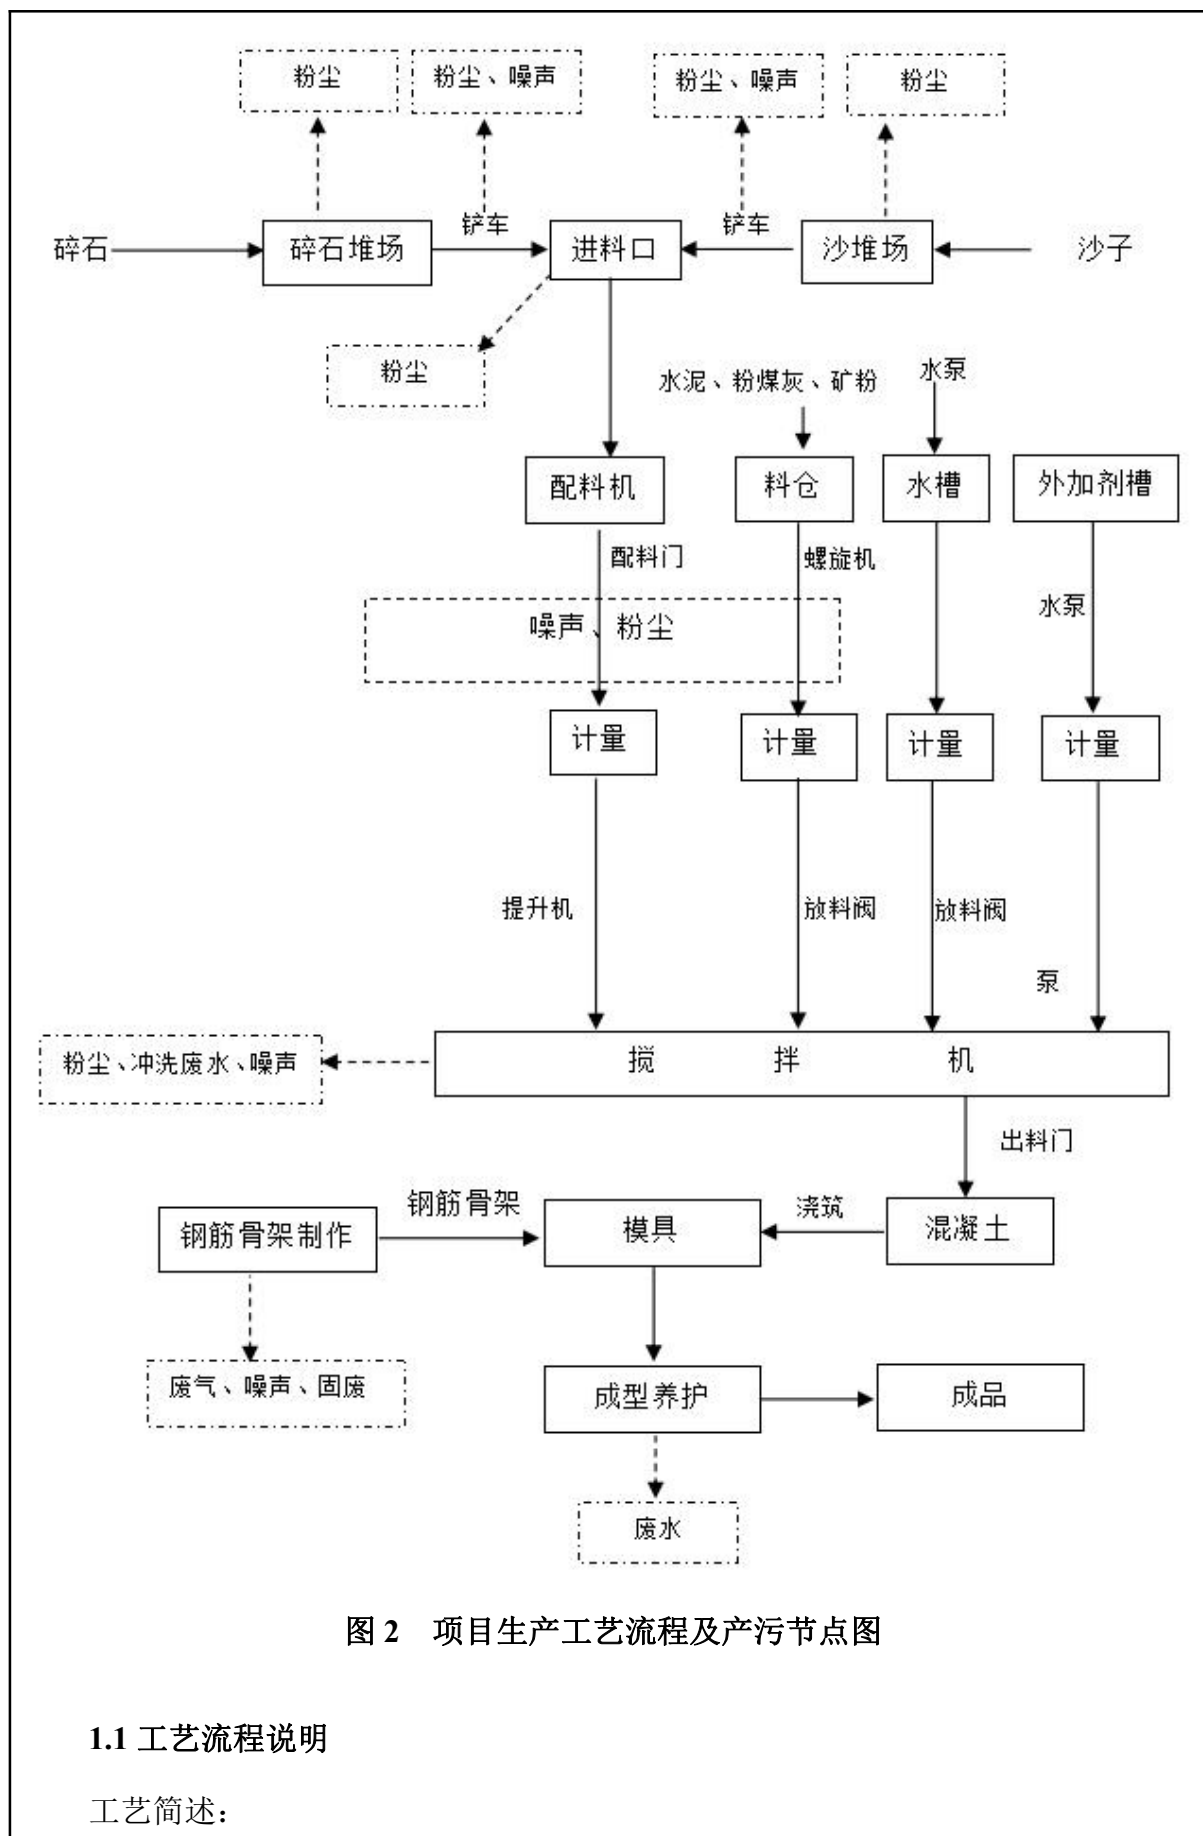 粉尘 粉尘、噪声 粉尘、噪声 粉尘
铲车 铲车
碎石 碎石堆场 进料口 沙堆场 沙子
粉尘
水泥、粉煤灰、矿粉 水泵
配料机 料仓 水槽 外加剂槽
配料门 螺旋机
水泵
噪声、粉尘
计量 计量 计量 计量
提升机 放料阀 放料阀
泵
粉尘、冲洗废水、噪声 搅 拌 机
出料门
钢筋骨架 浇筑
钢筋骨架制作 模具 混凝土
废气、噪声、固废 成型养护 成品
废水
图 2 项目生产工艺流程及产污节点图
1.1 工艺流程说明
工艺简述：